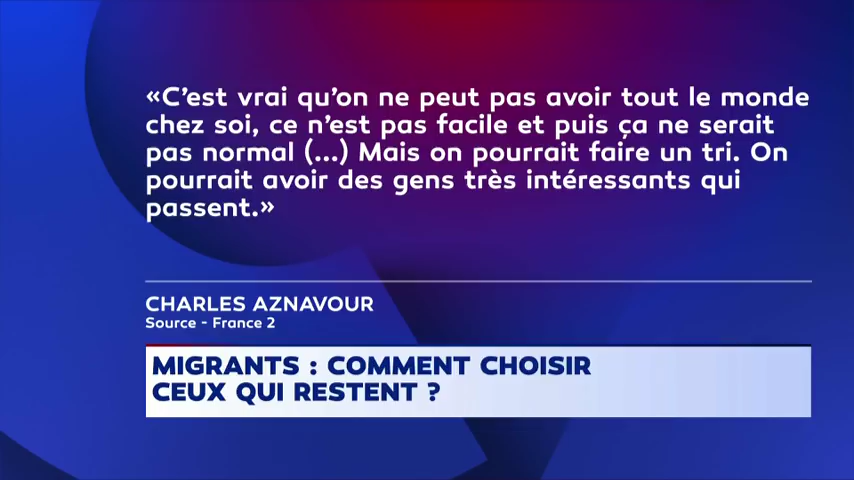 «C'est vrai qu'on ne peut pas avoir tout le monde
chez soi, ce n'est pas facile et puis ça ne serait
pas normal (...) Mais on pourrait faire un tri. On
pourrait avoir des gens très intéressants qui
passent.»
CHARLES AZNAVOUR
Source - France 2
MIGRANTS : COMMENT CHOISIR
CEUX QUI RESTENT ?